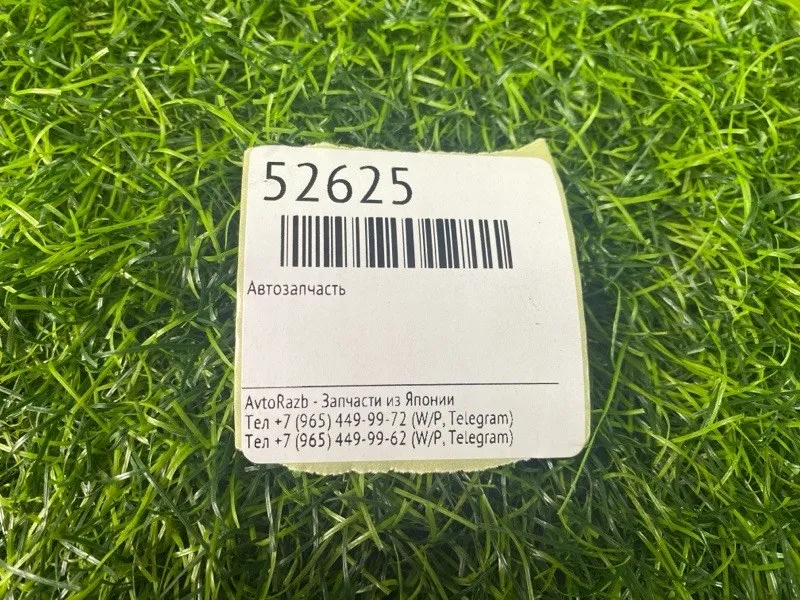 52625
Автозапчасть
AvtoRazb - Запчасти из Японии
Тел +7 (965) 449-99-72 (W/P, Telegram)
Тел +7 (965) 449-99-62 (W/P, Telegram)